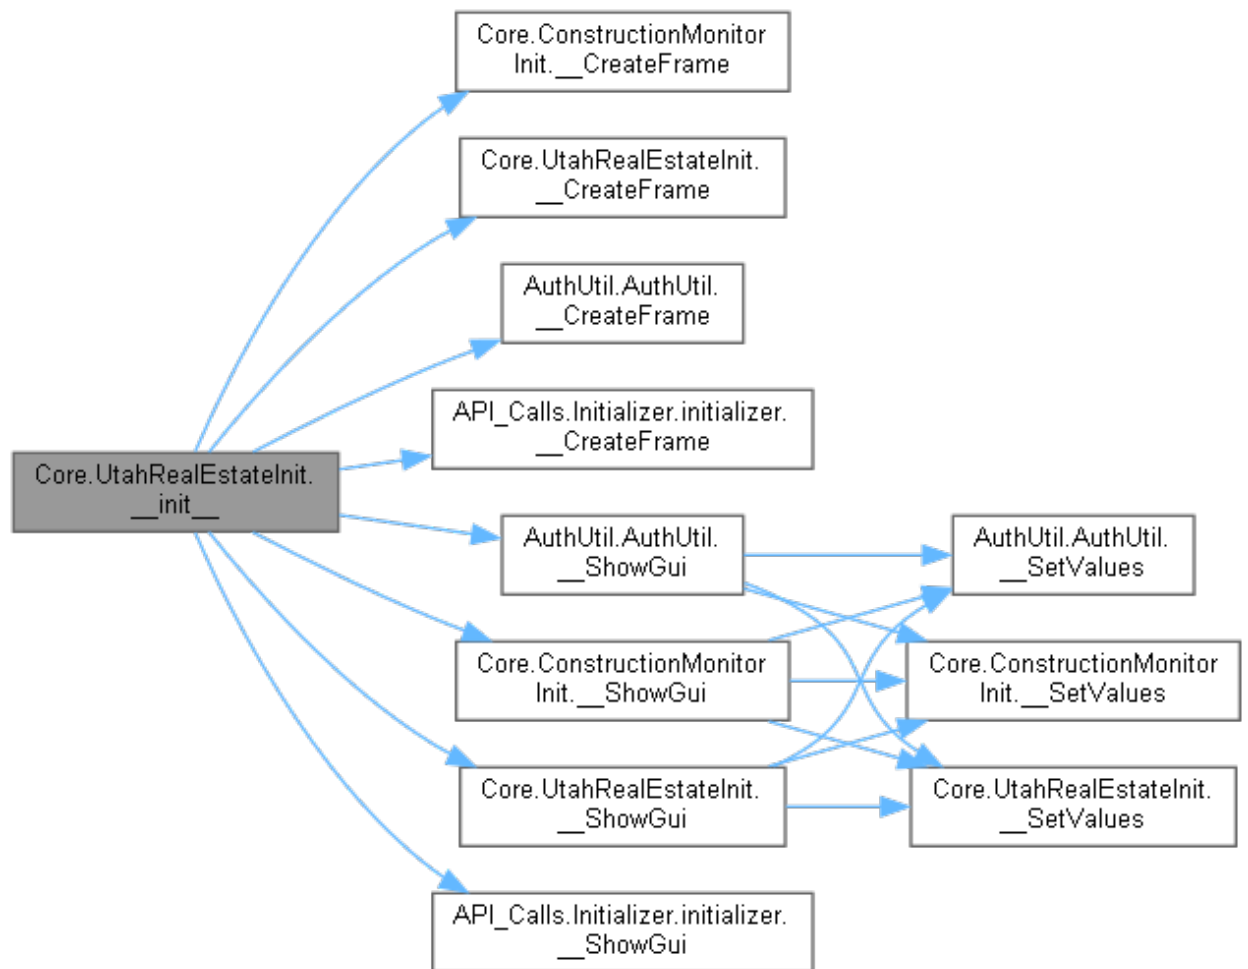 Core.ConstructionMonitor
Init.__CreateFrame
Core.UtahRealEstateInit.
__CreateFrame
AuthUtil.AuthUtil.
__CreateFrame
API_Calls.Initializer.initializer.
__CreateFrame
Core.UtahRealEstateInit.
__init__
AuthUtil.AuthUtil.
__ShowGui
AuthUtil.AuthUtil.
__SetValues
Core.ConstructionMonitor
Init.__ShowGui
Core.ConstructionMonitor
Init.__SetValues
Core.UtahRealEstateInit.
__ShowGui
Core.UtahRealEstateInit.
__SetValues
API_Calls.Initializer.initializer.
__ShowGui